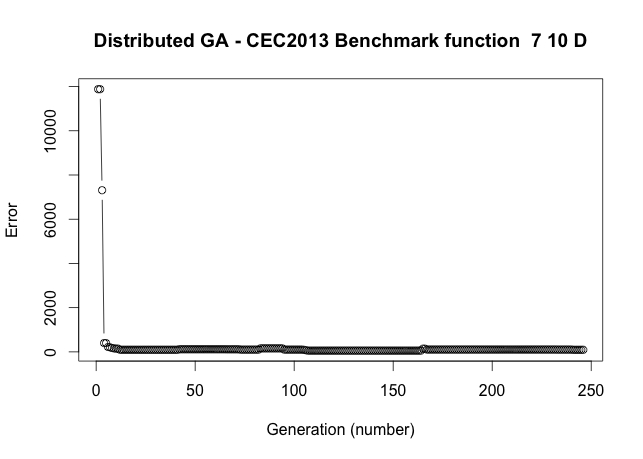 Distributed GA - CEC2013 Benchmark function  7 10 D
Error
10000
6000
2000
0
0 50 100 150 200 250
Generation (number)